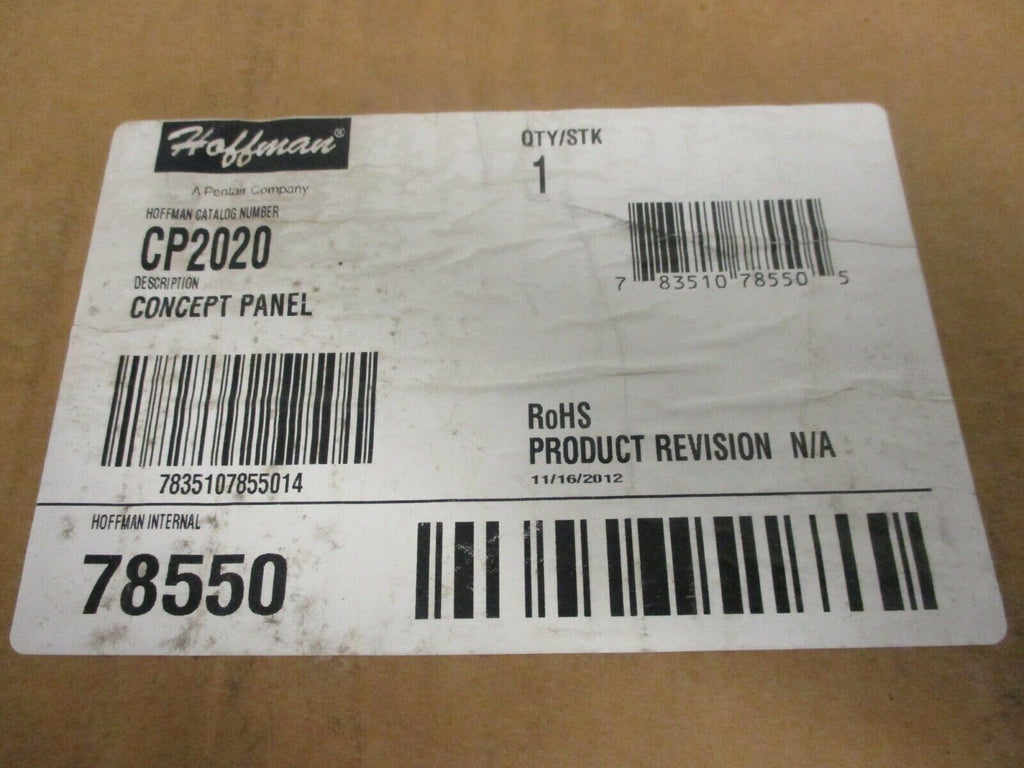 Hoffman®
A Pentair Company
HOFFMAN CATALOG NUMBER
CP2020
DESCRIPTION
CONCEPT PANEL
QTY/STK
1
7 83510 78550 5
7835107855014
RoHS
PRODUCT REVISION N/A
11/16/2012
HOFFMAN INTERNAL
78550